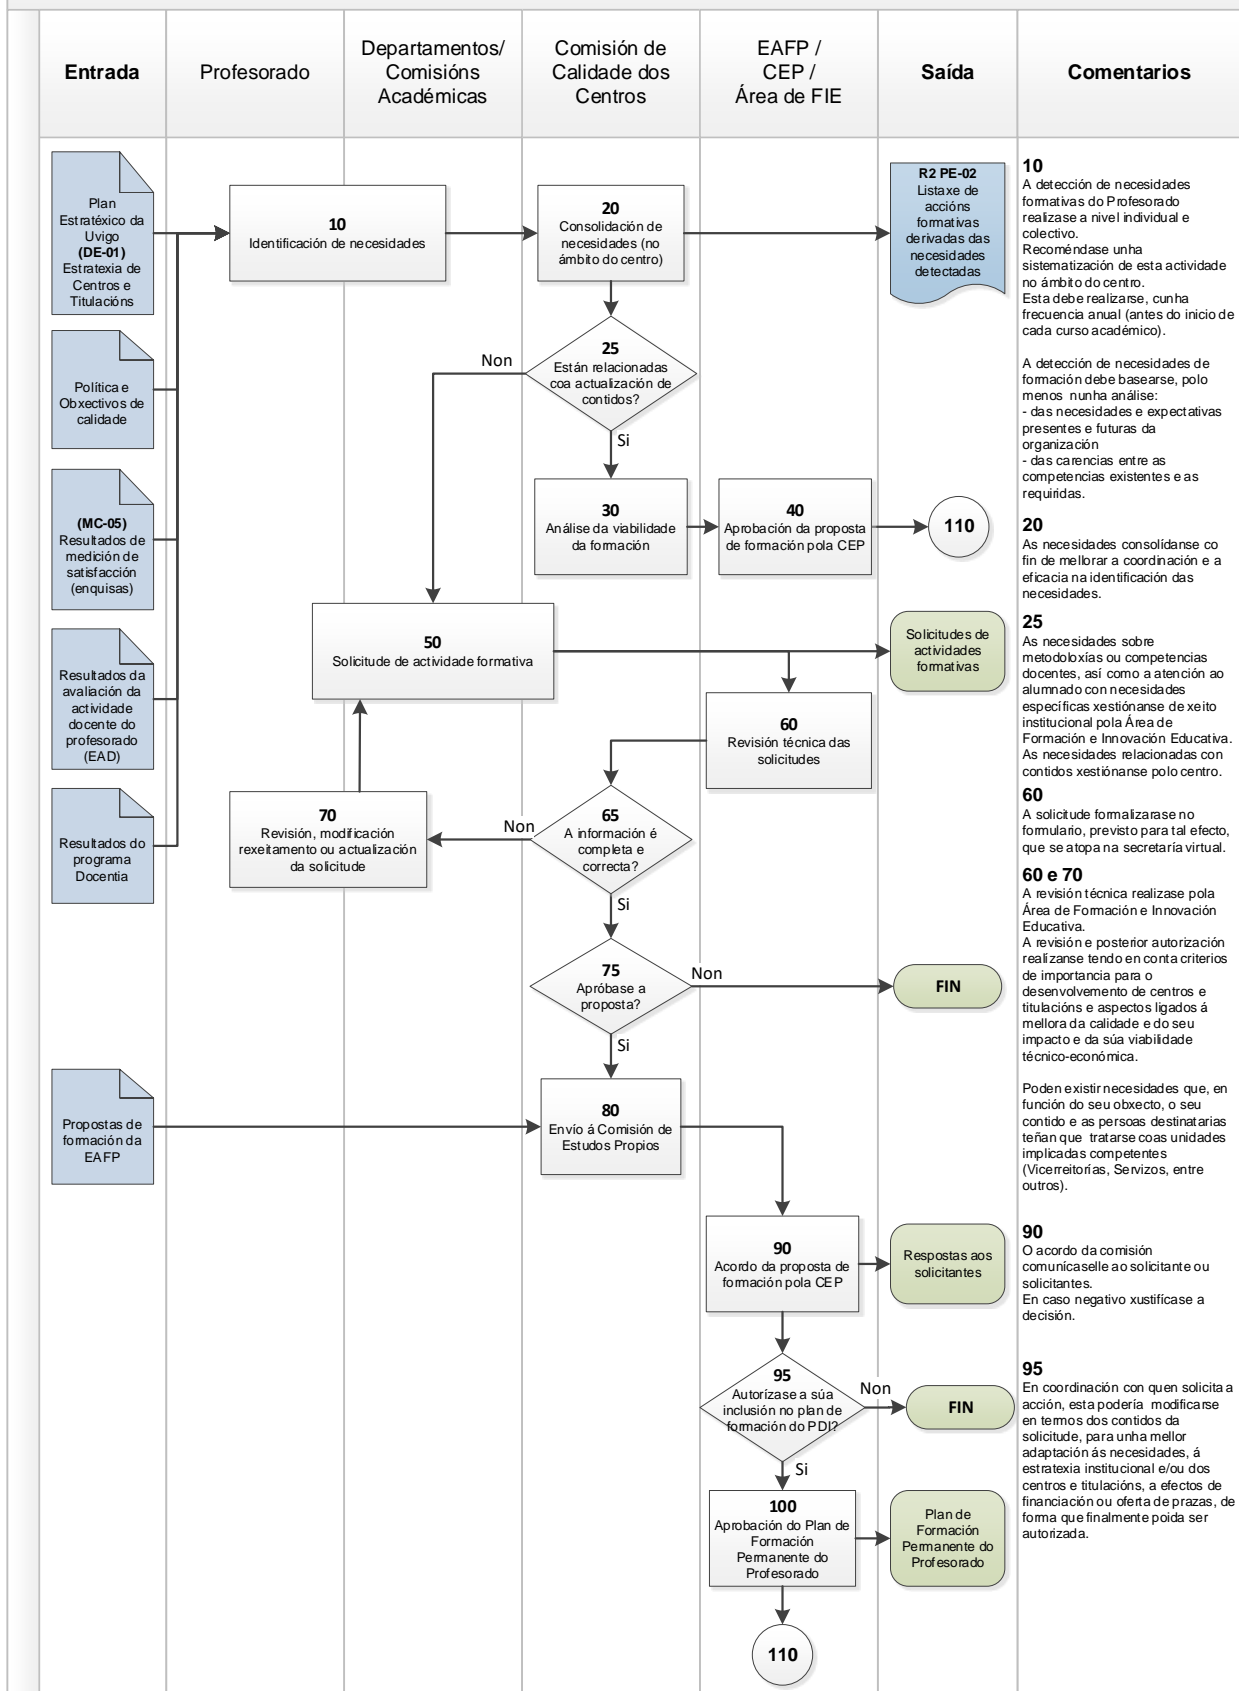 Entrada
Profesorado
Departamentos/
Comisións
Académicas
Comisión de
Calidade dos
Centros
EAFP /
CEP /
Área de FIE
Saída
Comentarios
Plan
Estratéxico da
Uvigo
(DE-01)
Estratexia de
Centros e
Titulacións
Política e
Obxectivos de
calidade
(MC-05)
Resultados de
medición de
satisfacción
(enquisas)
Resultados da
avaliación da
actividade
docente do
profesorado
(EAD)
Resultados do
programa
Docentia
Propostas de
formación da
EAFP
10
Identificación de necesidades
20
Consolidación de
necesidades (no
ámbito do centro)
R2 PE-02
Listaxe de
accións
formativas
derivadas das
necesidades
detectadas
25
Están relacionadas
coa actualización de
contidos?
Non
Si
30
Análise da viabilidade
da formación
40
Aprobación da proposta
de formación pola CEP
110
50
Solicitude de actividade formativa
Solicitudes de
actividades
formativas
60
Revisión técnica das
solicitudes
65
A información é
completa e
correcta?
Non
Si
70
Revisión, modificación
rexeitamento ou actualización
da solicitude
75
Apróbase a
proposta?
Non
Si
FIN
80
Envío á Comisión de
Estudos Propios
90
Acordo da proposta de
formación pola CEP
Respostas aos
solicitantes
95
Autorízase a súa
inclusión no plan de
formación do PDI?
Non
Si
FIN
100
Aprobación do Plan de
Formación
Permanente do
Profesorado
Plan de
Formación
Permanente do
Profesorado
110
10
A detección de necesidades
formativas do Profesorado
realizase a nivel individual e
colectivo.
Recoméndase unha
sistematización de esta actividade
no ámbito do centro.
Esta debe realizarse, cunha
frecuencia anual (antes do inicio de
cada curso académico).
A detección de necesidades de
formación debe basearse, polo
menos nunha análise:
- das necesidades e expectativas
presentes e futuras da
organización
- das carencias entre as
competencias existentes e as
requiridas.
20
As necesidades consolídanse co
fin de mellorar a coordinación e a
eficacia na identificación das
necesidades.
25
As necesidades sobre
metodoloxías ou competencias
docentes, así como a atención ao
alumnado con necesidades
específicas xestiónanse de xeito
institucional pola Área de
Formación e Innovación Educativa.
As necesidades relacionadas con
contidos xestiónanse polo centro.
60
A solicitude formalizarase no
formulario, previsto para tal efecto,
que se atopa na secretaría virtual.
60 e 70
A revisión técnica realizase pola
Área de Formación e Innovación
Educativa.
A revisión e posterior autorización
realízanse tendo en conta criterios
de importancia para o
desenvolvemento de centros e
titulacións e aspectos ligados á
mellora da calidade e do seu
impacto e da súa viabilidade
técnico-económica.
Poden existir necesidades que, en
función do seu obxecto, o seu
contido e as persoas destinatarias
teñan que tratarse coas unidades
implicadas competentes
(Vicerreitorías, Servizos, entre
outros).
90
O acordo da comisión
comunícaselle ao solicitante ou
solicitantes.
En caso negativo xustifícase a
decisión.
95
En coordinación con quen solicita a
acción, esta podería modificarse
en termos dos contidos da
solicitude, para unha mellor
adaptación ás necesidades, á
estratexia institucional e/ou dos
centros e titulacións, a efectos de
financiación ou oferta de prazas, de
forma que finalmente poida ser
autorizada.